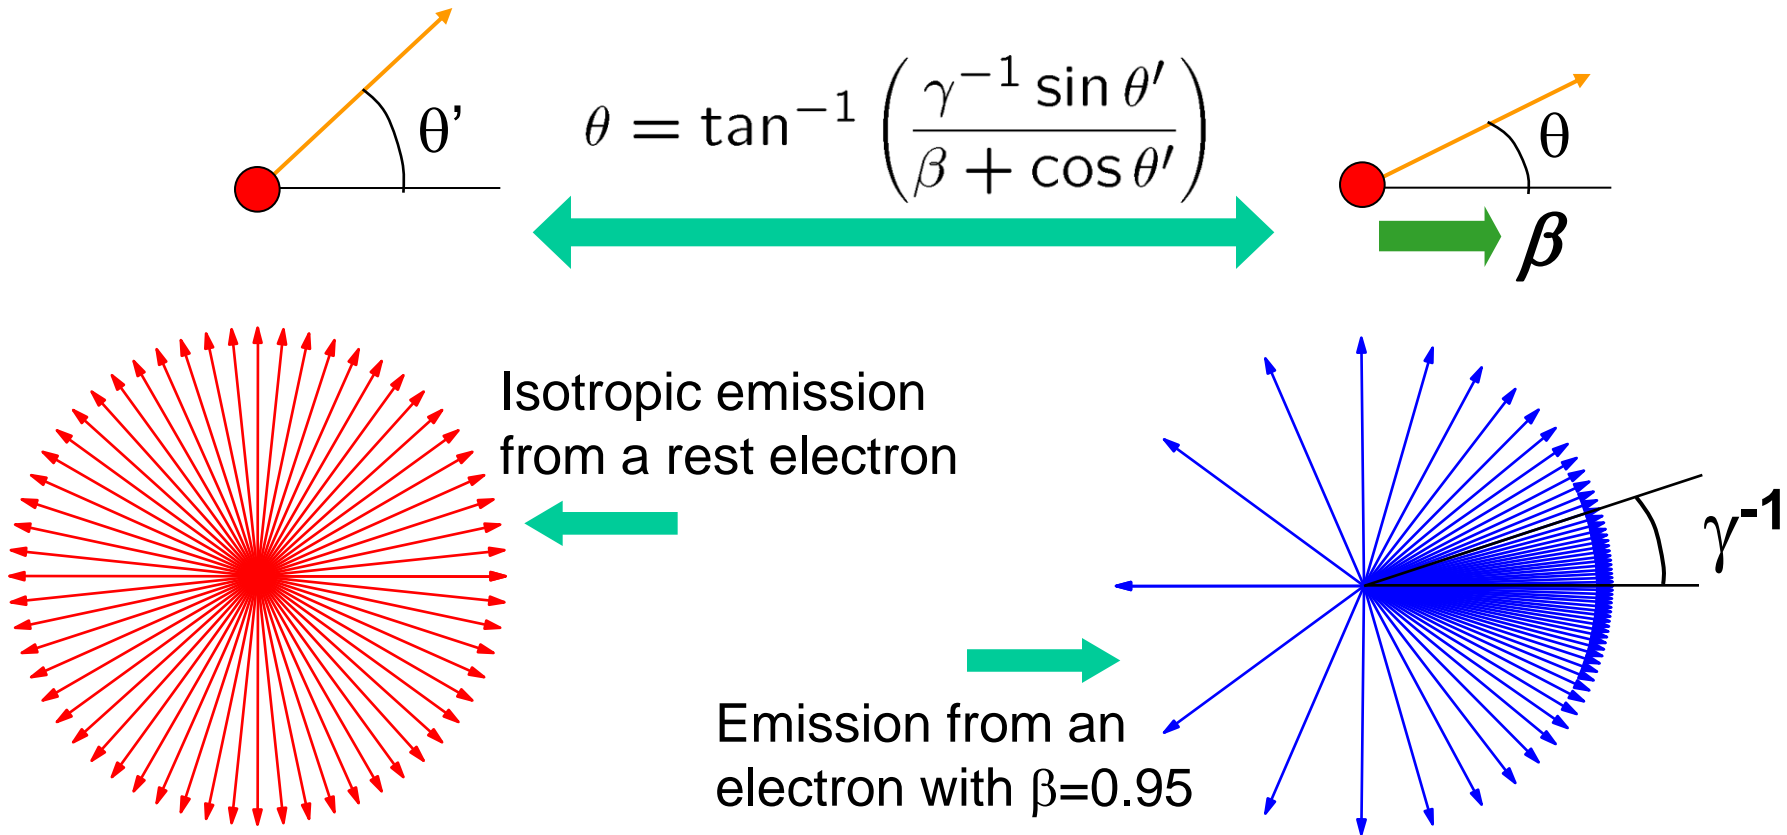 θ’
θ = tan⁻¹ (γ⁻¹ sin θ′ / β + cos θ′)
θ
β
Isotropic emission
from a rest electron
γ⁻¹
Emission from an
electron with β=0.95